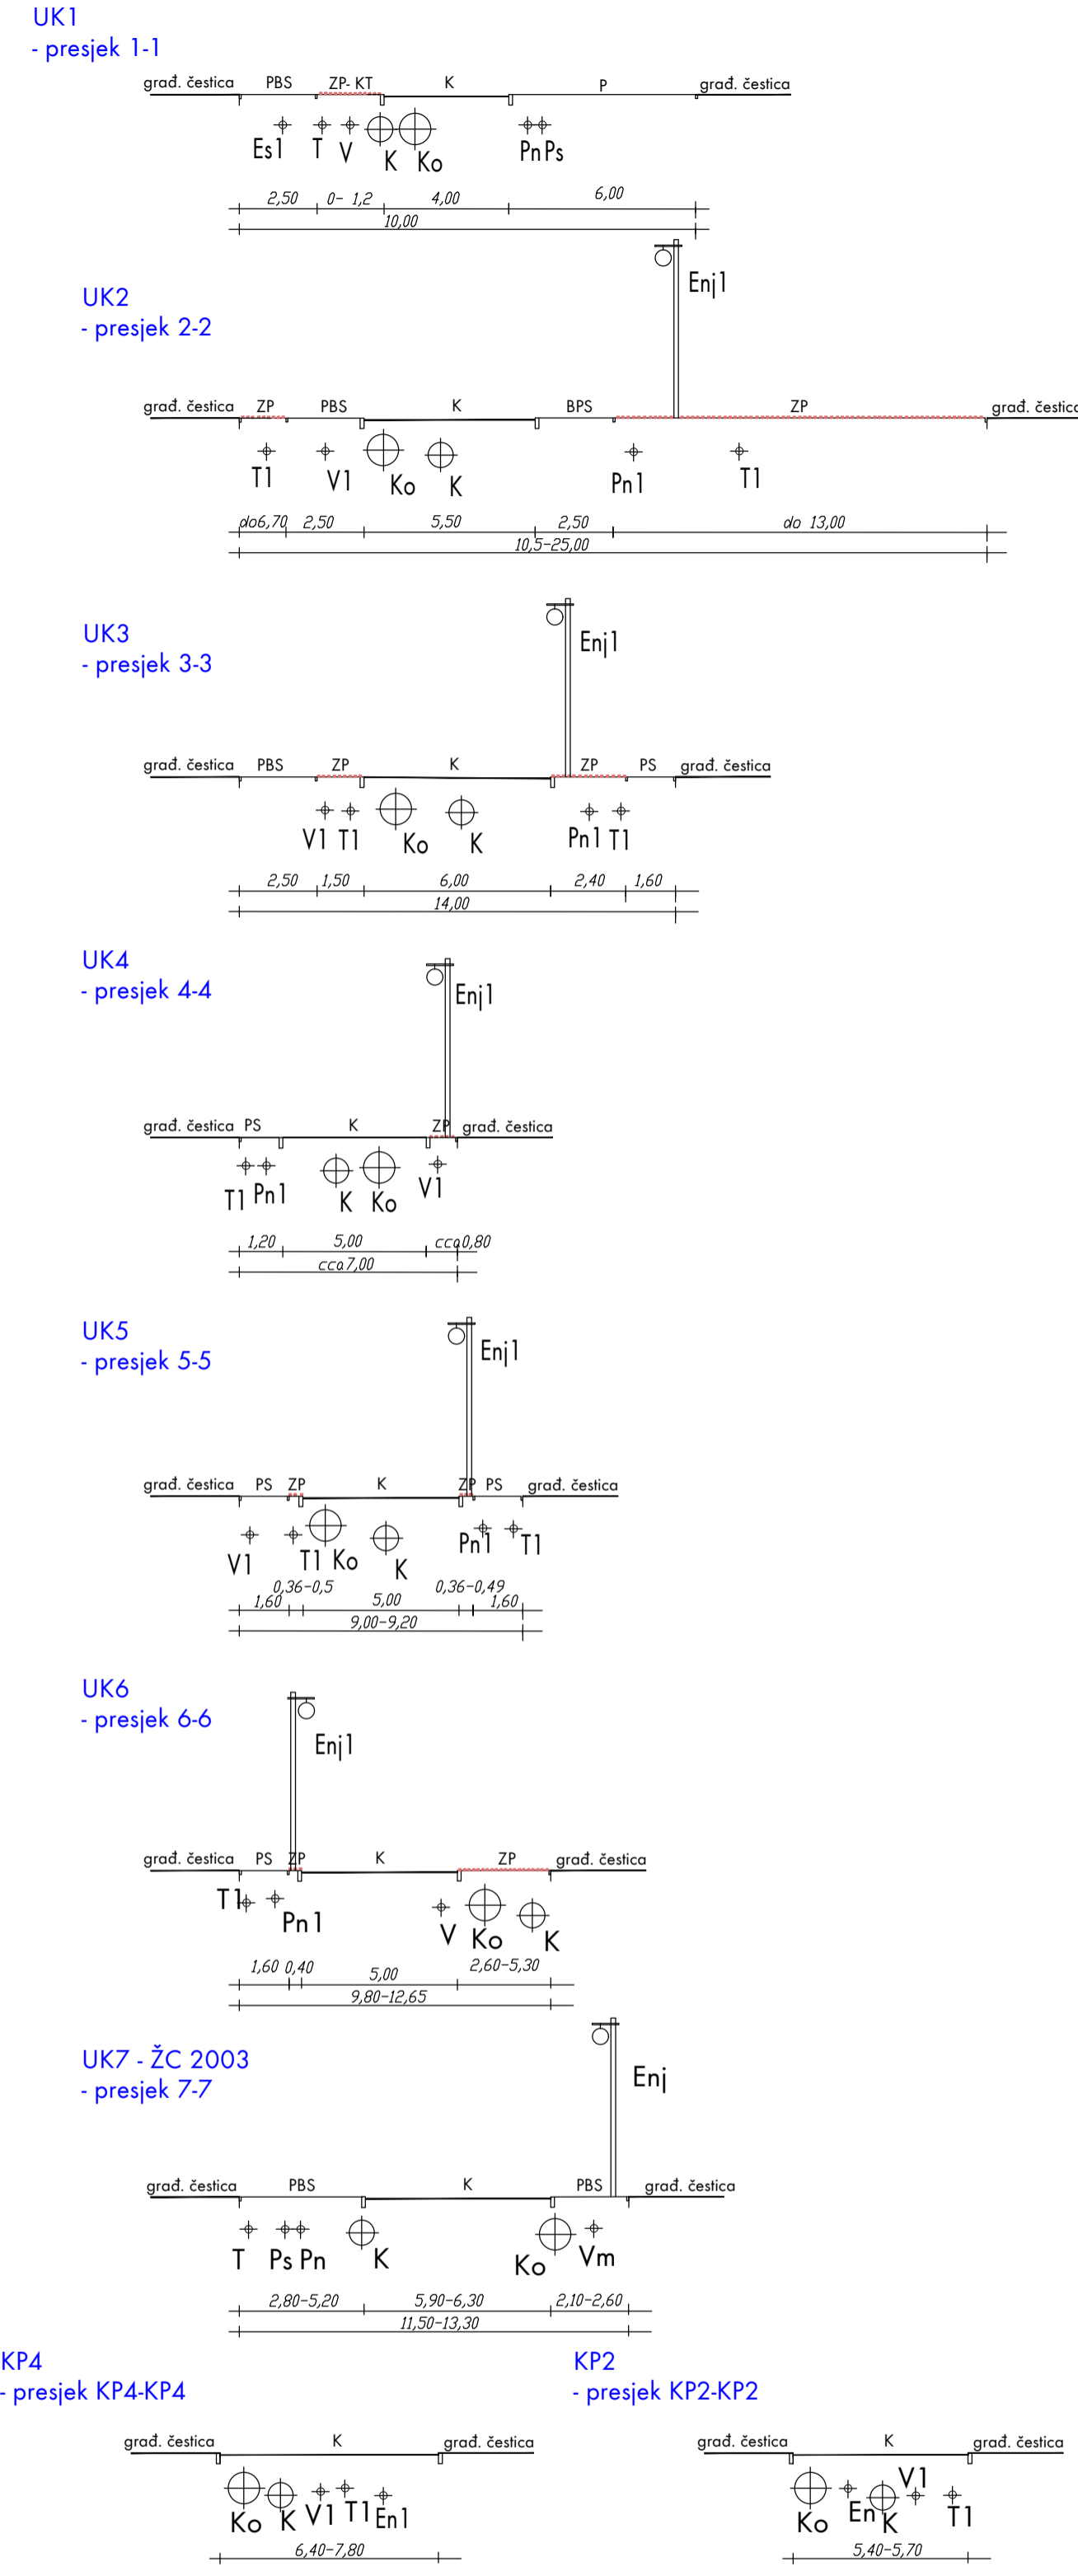 UK1
- presjek 1-1
građ. čestica PBS ZP- KT K P građ. čestica
Es1 T V K Ko Pn Ps
2,50 0- 1,2 4,00 6,00
10,00
UK2
- presjek 2-2
Enj1
građ. čestica ZP PBS K BPS ZP građ. čestica
T1 V1 Ko K Pn1 T1
do6,70 2,50 5,50 2,50 do 13,00
10,5-25,00
UK3
- presjek 3-3
Enj1
građ. čestica PBS ZP K ZP PS građ. čestica
V1 T1 Ko K Pn1 T1
2,50 1,50 6,00 2,40 1,60
14,00
UK4
- presjek 4-4
Enj1
građ. čestica PS K ZP građ. čestica
T1 Pn1 K Ko V1
1,20 5,00 cca0,80
cca7,00
UK5
- presjek 5-5
Enj1
građ. čestica PS ZP K ZP PS građ. čestica
V1 T1 Ko K Pn1 T1
0,36-0,5 0,36-0,49
1,60 5,00 1,60
9,00-9,20
UK6
- presjek 6-6
Enj1
građ. čestica PS ZP K ZP građ. čestica
T1 Pn1 V Ko K
1,60 0,40 5,00 2,60-5,30
9,80-12,65
UK7 - ŽC 2003
- presjek 7-7
Enj
građ. čestica PBS K PBS građ. čestica
T Ps Pn K Ko Vm
2,80-5,20 5,90-6,30 2,10-2,60
11,50-13,30
KP4
- presjek KP4-KP4
građ. čestica K građ. čestica
Ko K V1 T1 En1
6,40-7,80
KP2
- presjek KP2-KP2
građ. čestica K građ. čestica
Ko En K V1 T1
5,40-5,70